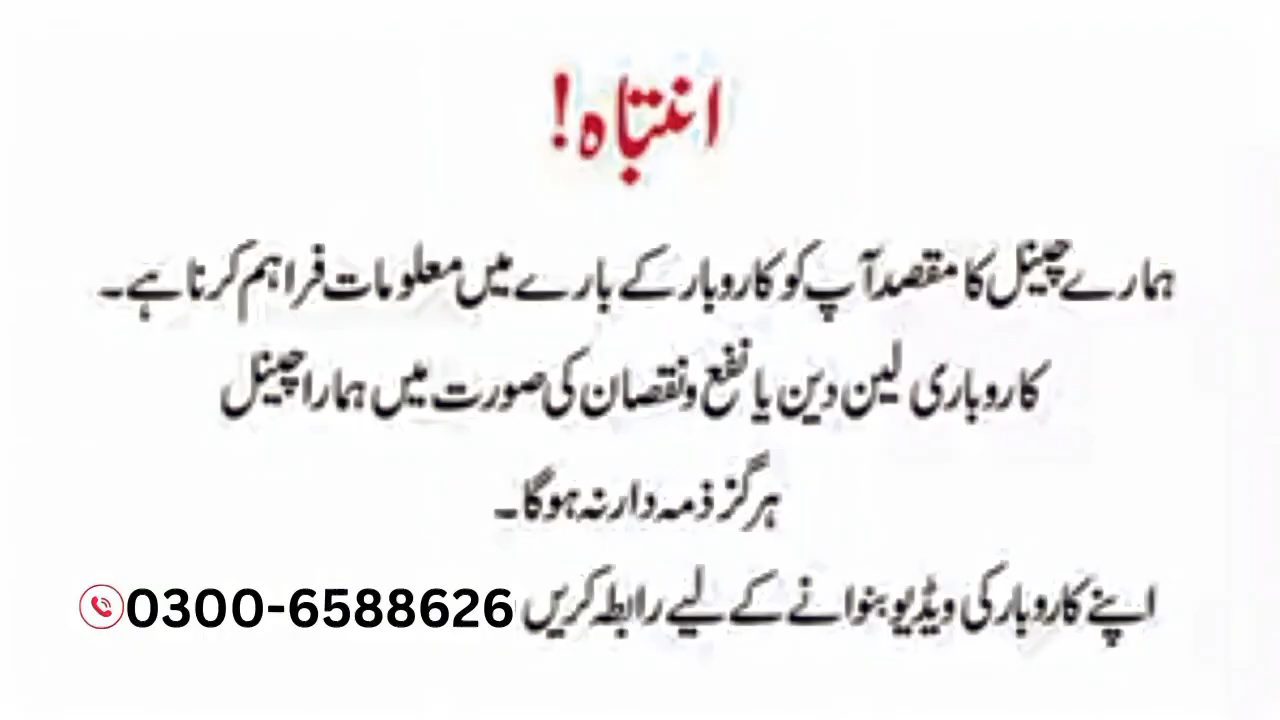 انتباہ!
ہمارے چینل کا مقصد آپ کو کاروبار کے بارے میں معلومات فراہم کرنا ہے۔
کاروباری لین دین یا نفع ونقصان کی صورت میں ہمارا چینل
ہرگز ذمہ دار نہ ہوگا۔
اپنے کاروبار کی ویڈیو بنوانے کے لیے رابطہ کریں 0300-6588626